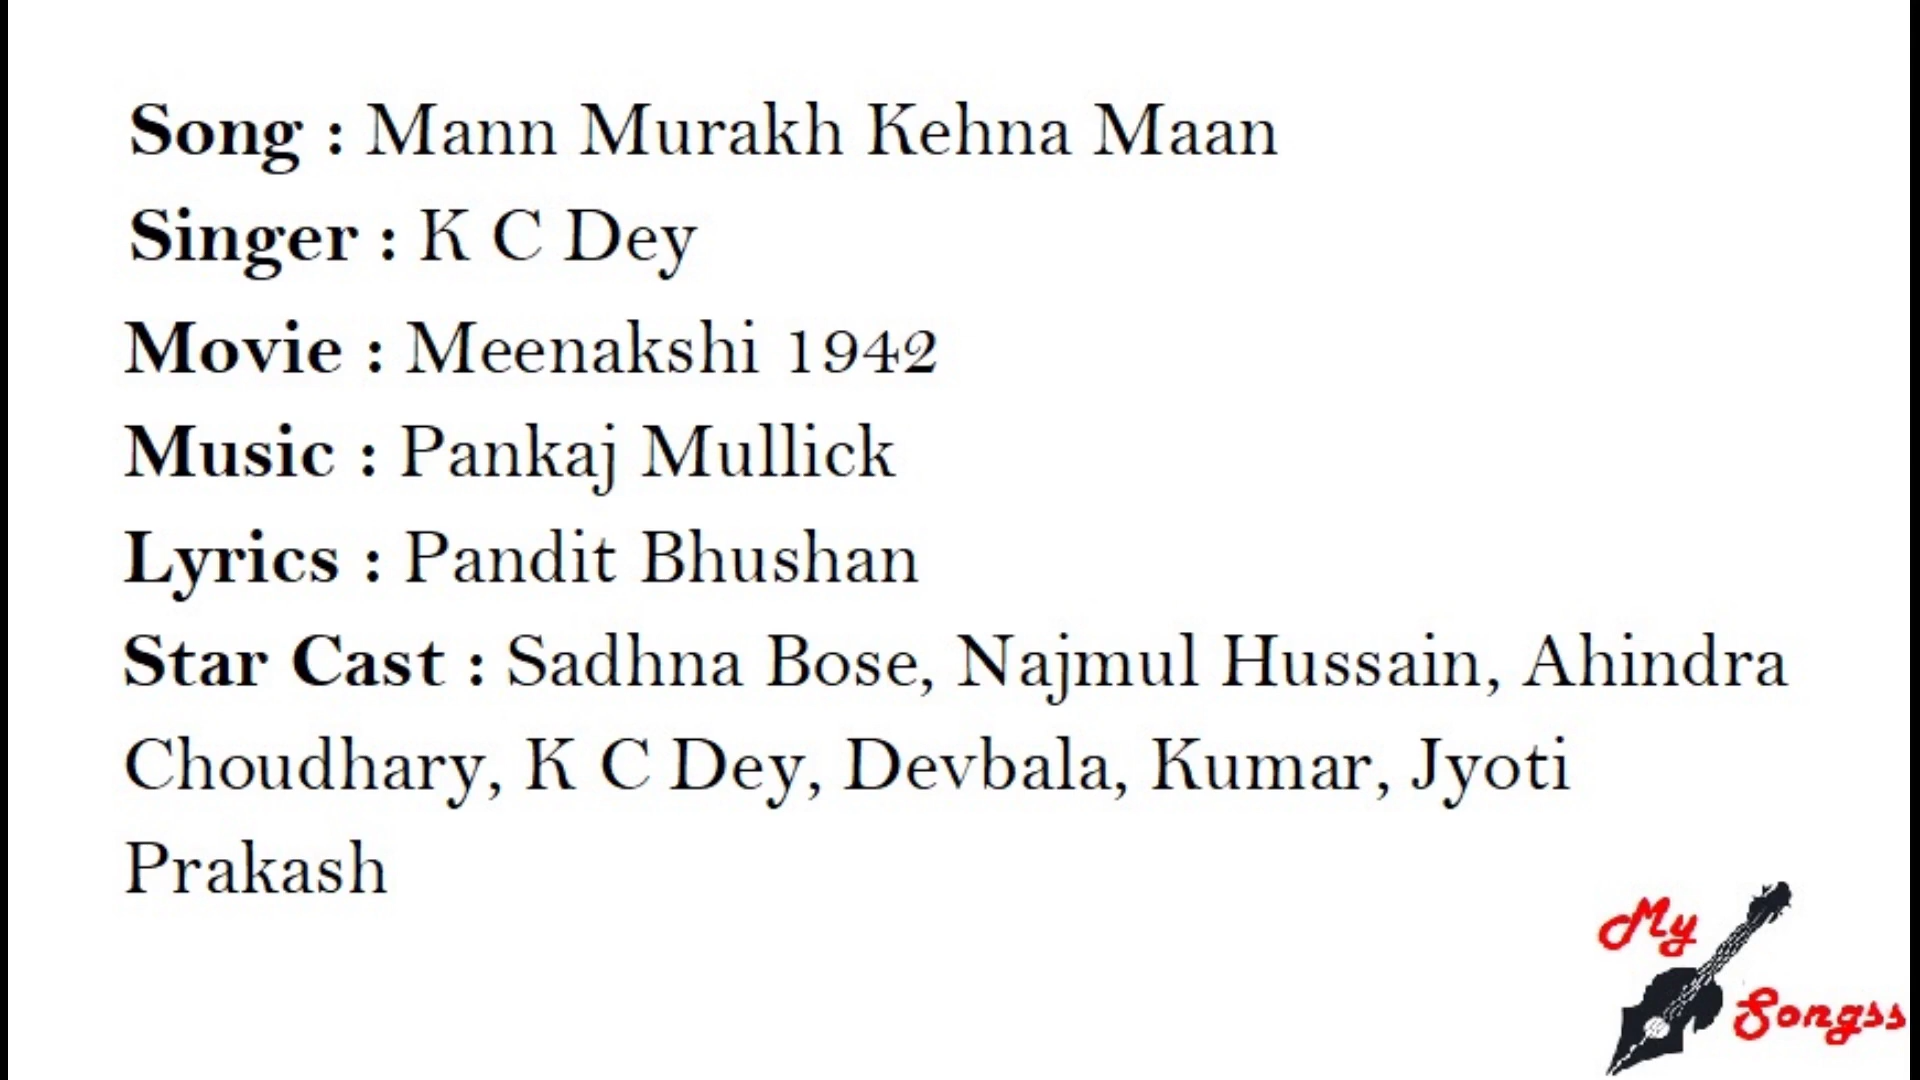 Song : Mann Murakh Kehna Maan
Singer : K C Dey
Movie : Meenakshi 1942
Music : Pankaj Mullick
Lyrics : Pandit Bhushan
Star Cast : Sadhna Bose, Najmul Hussain, Ahindra
Choudhary, K C Dey, Devbala, Kumar, Jyoti
Prakash
My
Songss